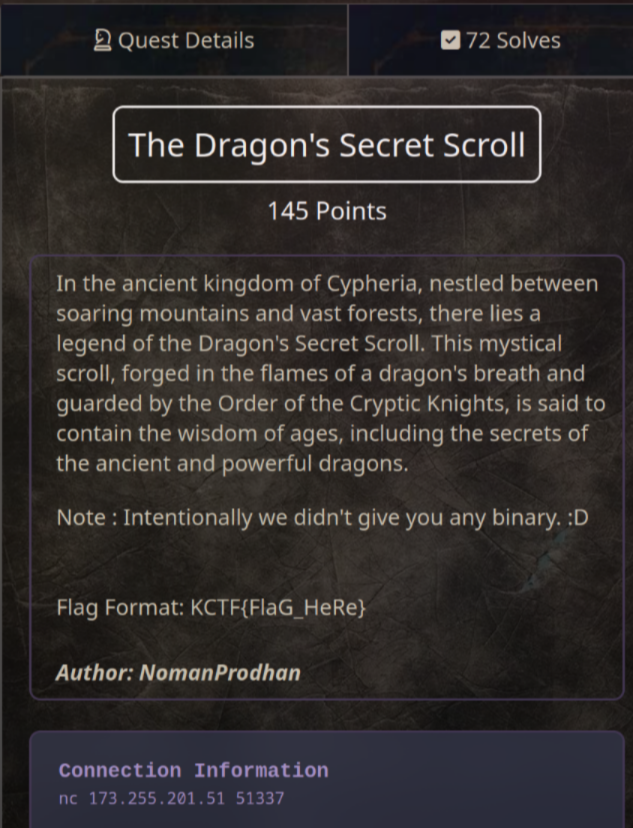 Quest Details
72 Solves
The Dragon's Secret Scroll
145 Points
In the ancient kingdom of Cypheria, nestled between
soaring mountains and vast forests, there lies a
legend of the Dragon's Secret Scroll. This mystical
scroll, forged in the flames of a dragon's breath and
guarded by the Order of the Cryptic Knights, is said to
contain the wisdom of ages, including the secrets of
the ancient and powerful dragons.
Note : Intentionally we didn't give you any binary. :D
Flag Format: KCTF{FlaG_HeRe}
Author: NomanProdhan
Connection Information
nc 173.255.201.51 51337